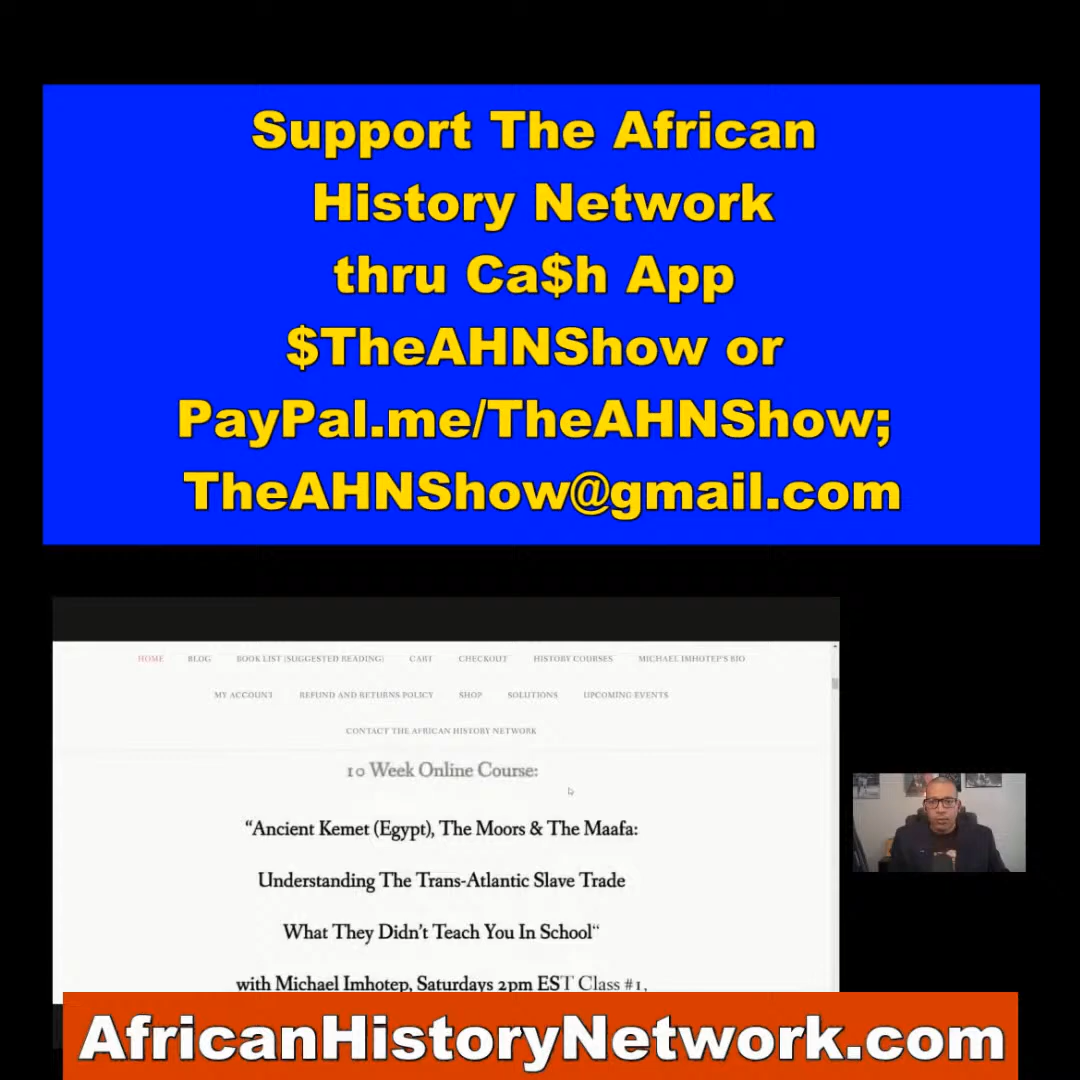 Support The African
History Network
thru Ca$h App
$TheAHNShow or
PayPal.me/TheAHNShow;
TheAHNShow@gmail.com
HOME BLOG BOOK LIST (SUGGESTED READING) CART CHECKOUT HISTORY COURSES MICHAEL IMHOTEP'S BIO
MY ACCOUNT REFUND AND RETURNS POLICY SHOP SOLUTIONS UPCOMING EVENTS
CONTACT THE AFRICAN HISTORY NETWORK
10 Week Online Course:
“Ancient Kemet (Egypt), The Moors & The Maafa:
Understanding The Trans-Atlantic Slave Trade
What They Didn’t Teach You In School“
with Michael Imhotep, Saturdays 2pm EST Class #1,
AfricanHistoryNetwork.com